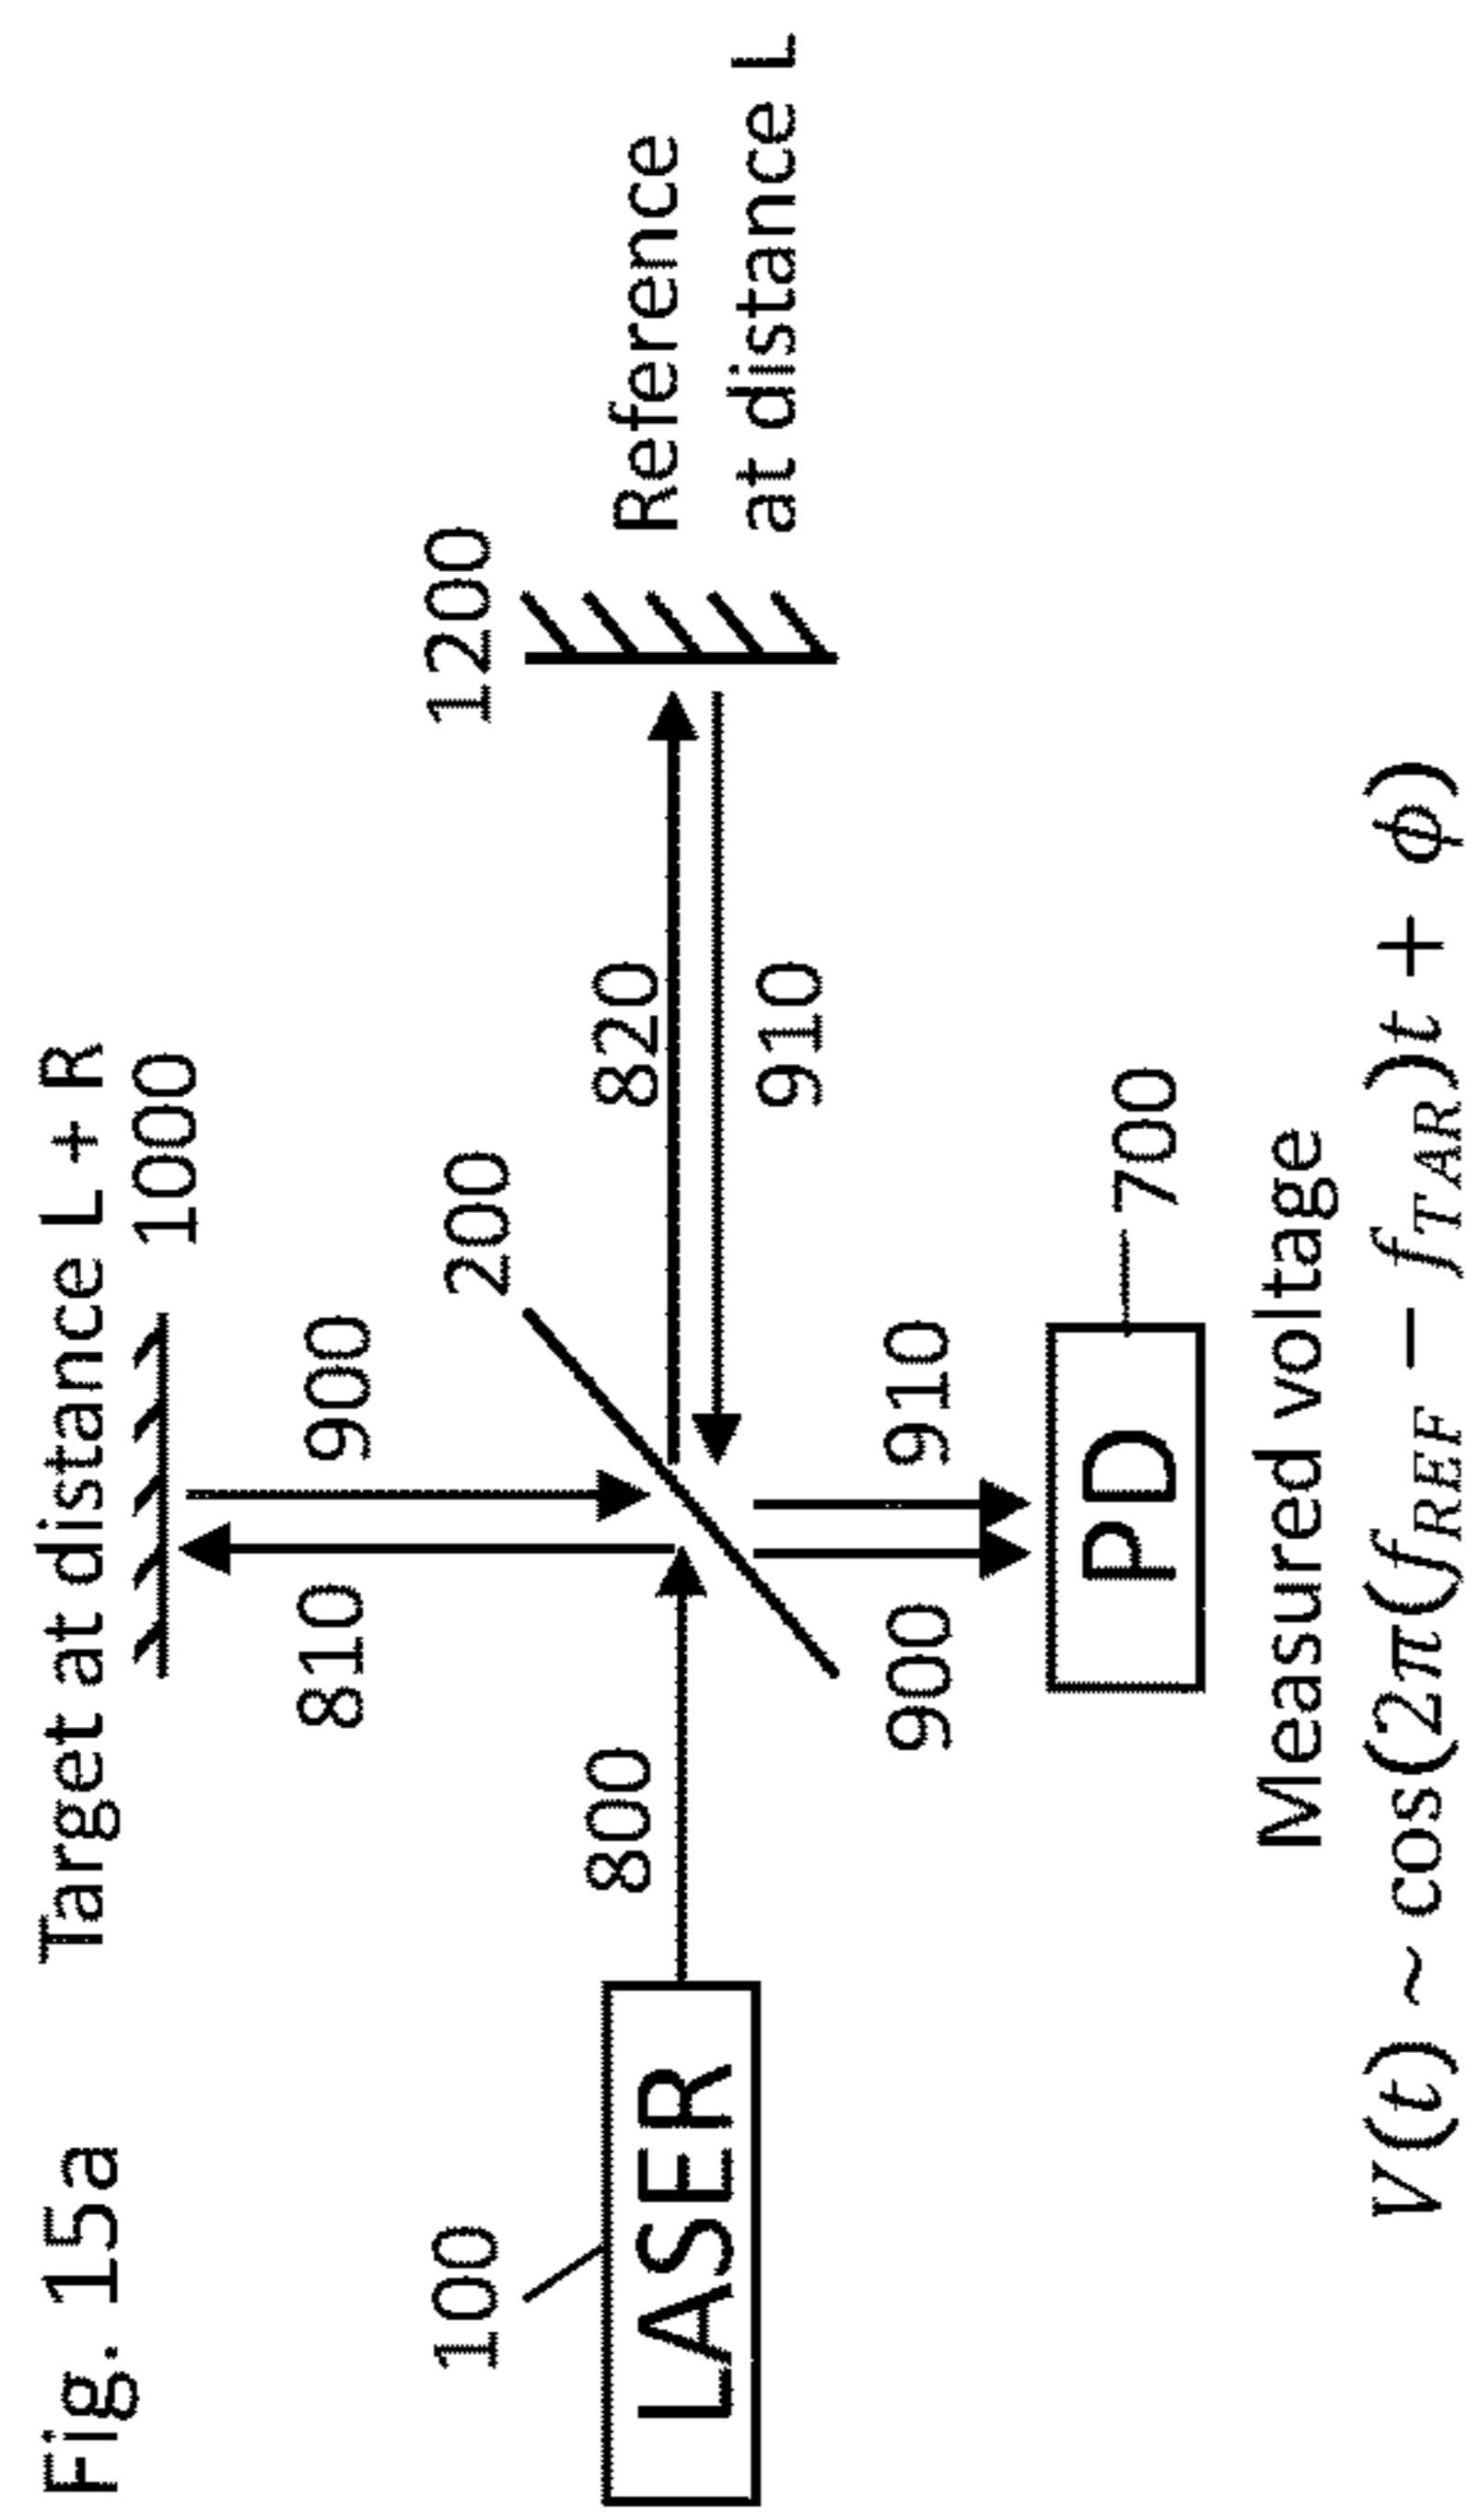 Fig. 15a
Target at distance L + R
1000
810
900
200
1200
100
LASER
800
820
910
Reference
at distance L
900
910
PD
700
Measured voltage
V(t) ~ cos(2π(f_REF − f_TAR)t + ϕ)